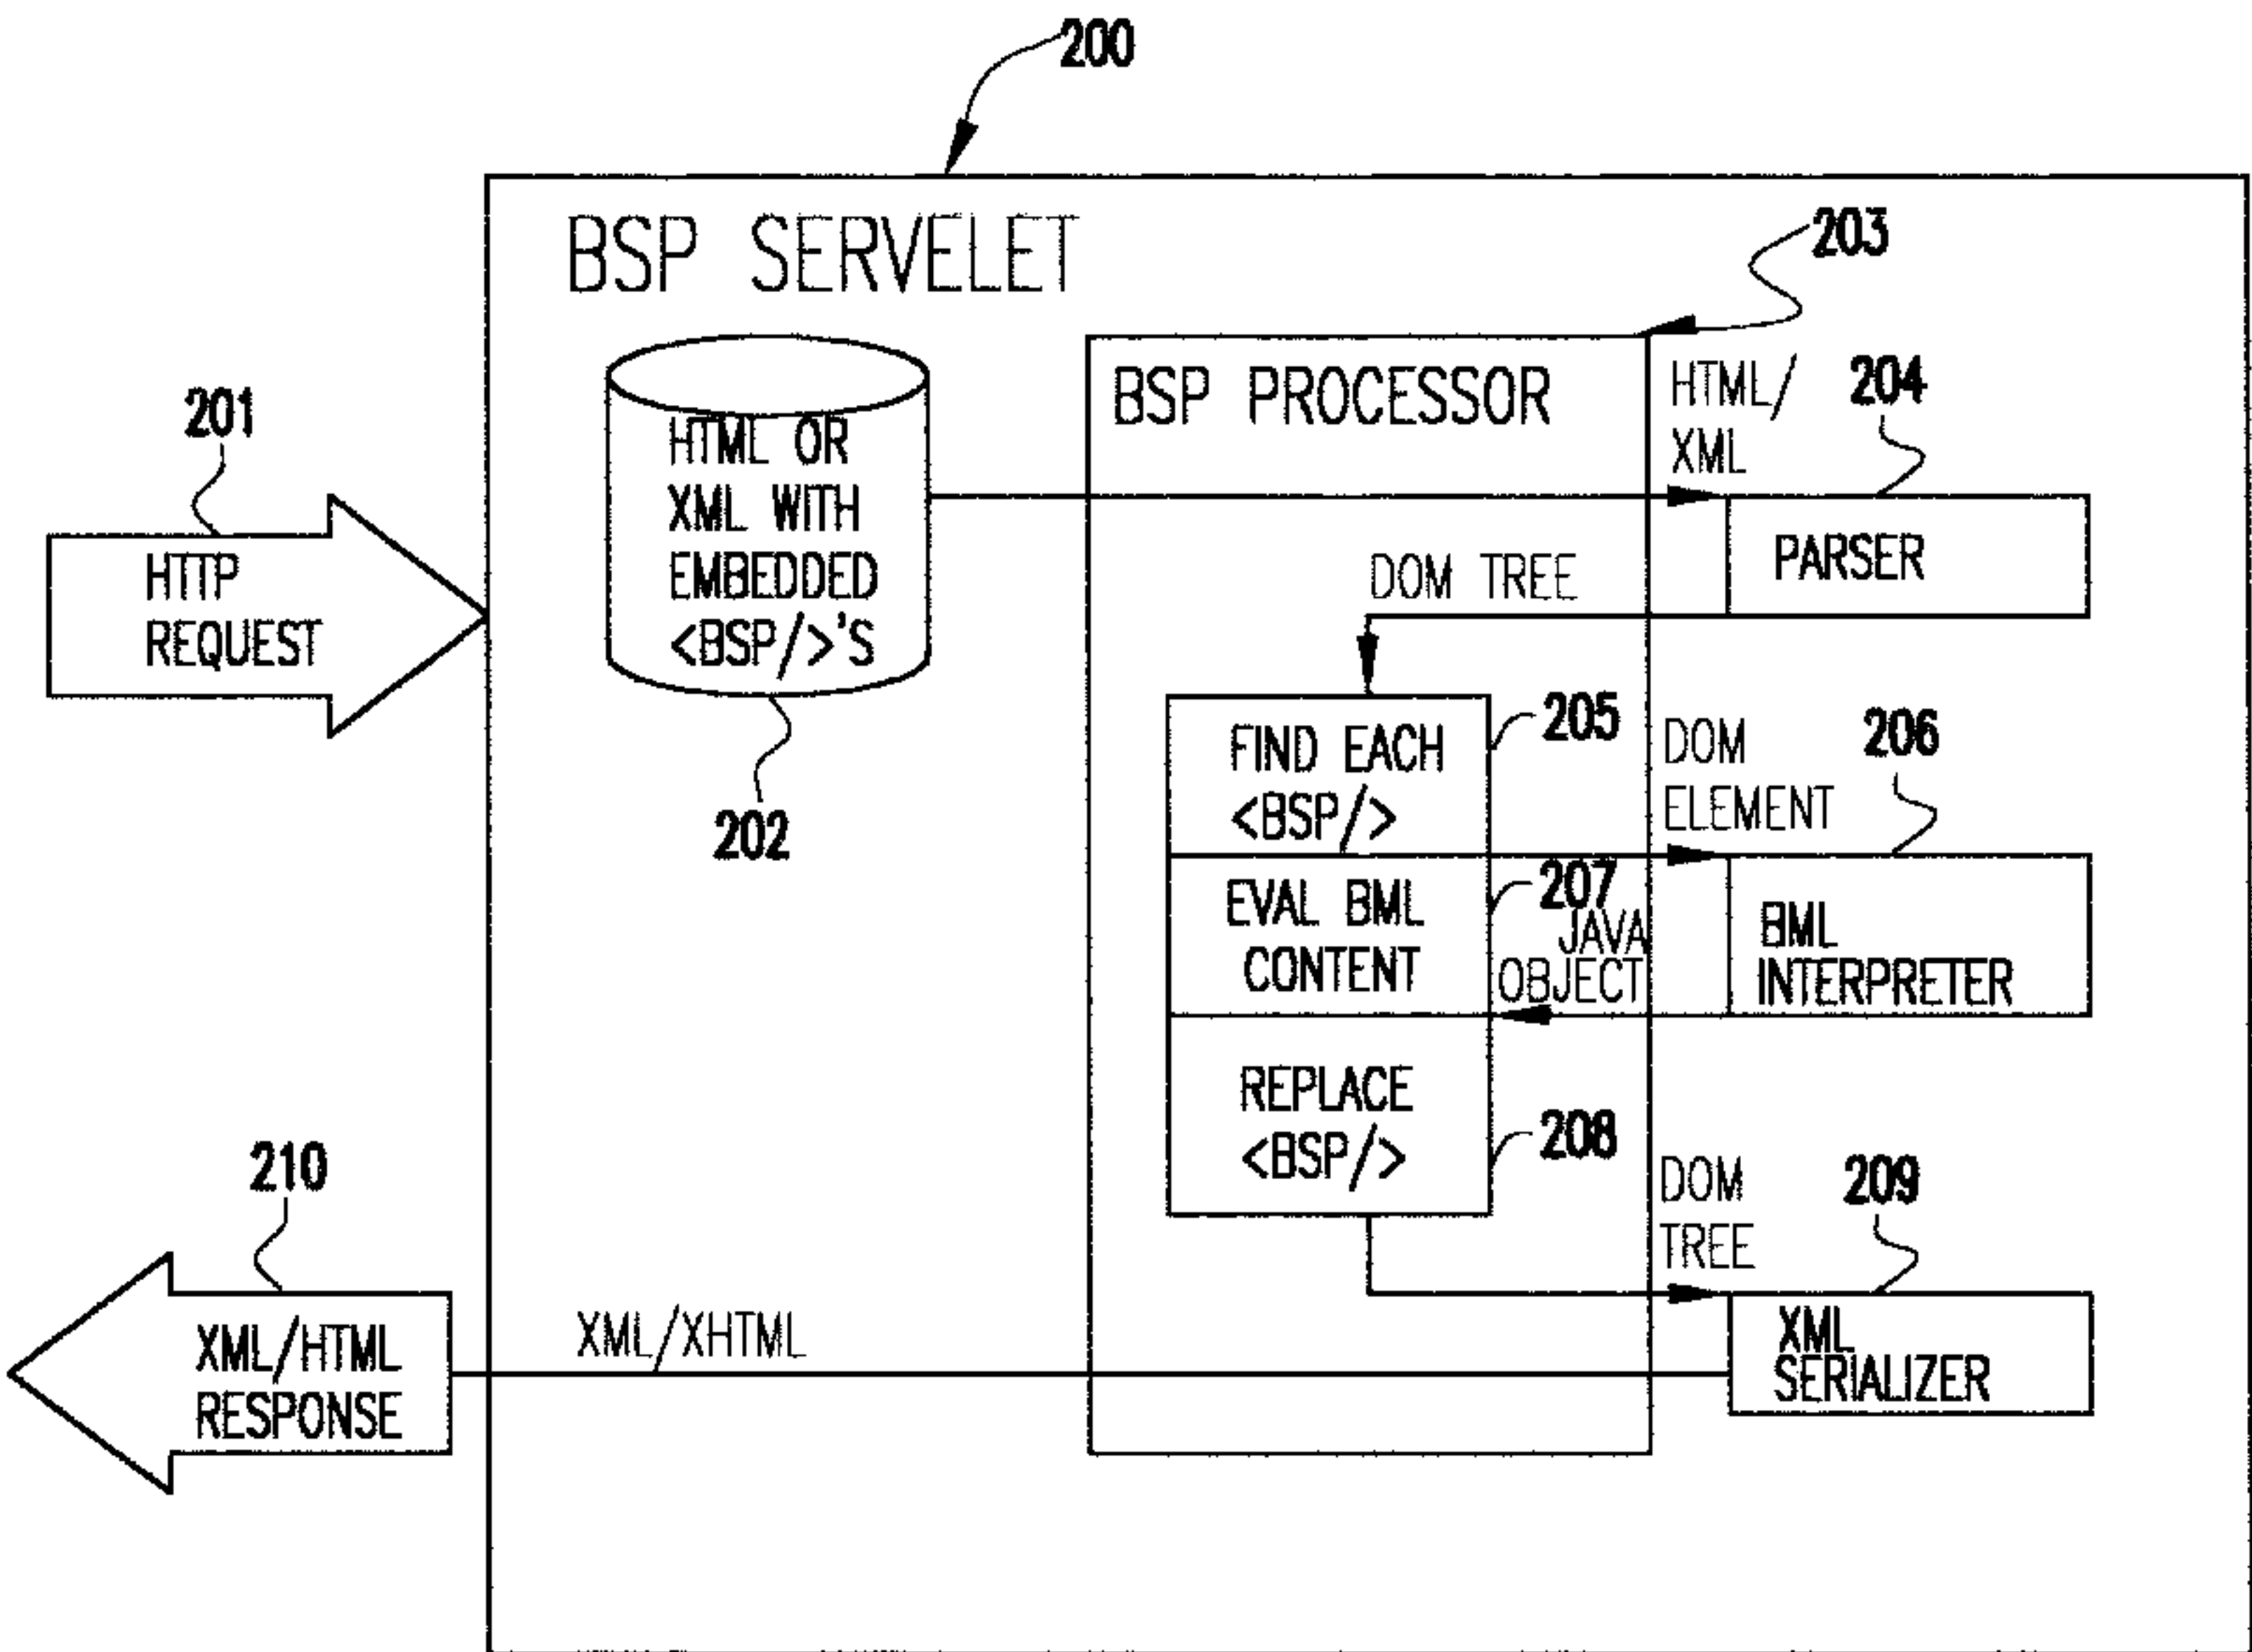 200
BSP SERVELET
203
201
HTTP
REQUEST
HTML OR
XML WITH
EMBEDDED
<BSP/>'S
202
BSP PROCESSOR
HTML/
XML
204
PARSER
DOM TREE
FIND EACH
<BSP/>
205
DOM
ELEMENT
206
EVAL BML
CONTENT
207
JAVA
OBJECT
BML
INTERPRETER
REPLACE
<BSP/>
208
DOM
TREE
209
XML
SERIALIZER
XML/XHTML
210
XML/HTML
RESPONSE